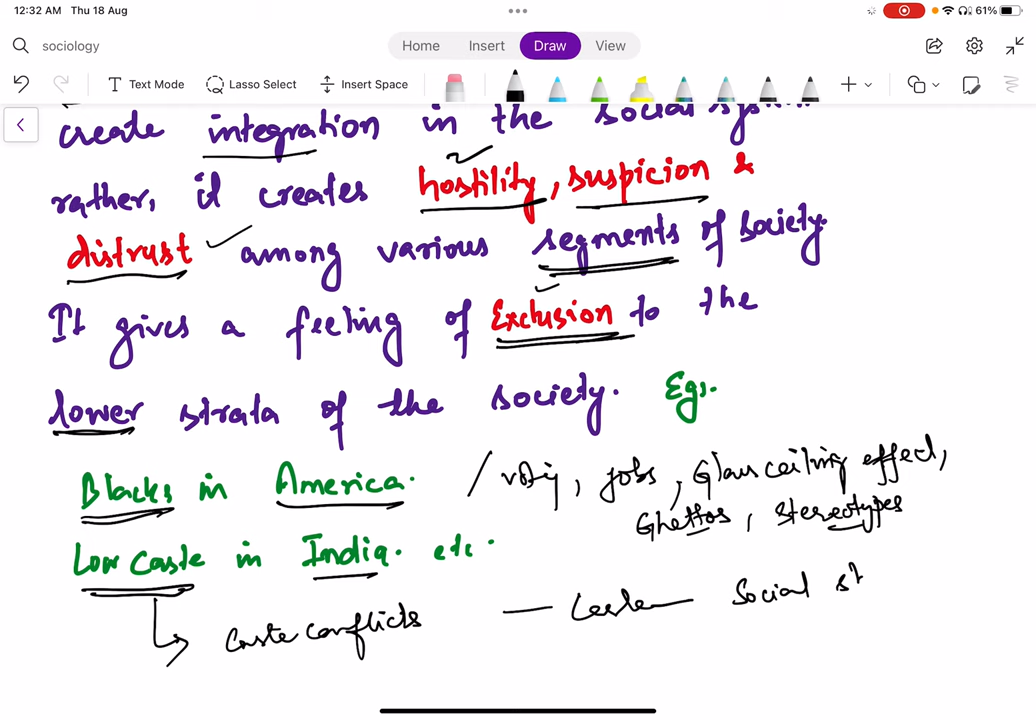 12:32 AM Thu 18 Aug
61%
sociology
Home Insert Draw View
Text Mode Lasso Select Insert Space
create integration in the social
rather, it creates hostility, suspicion &
distrust among various segments of society.
It gives a feeling of Exclusion to the
lower strata of the society. Egs.
Blacks in America. / jobs, Glass ceiling effect,
Ghettos, Stereotypes
Low Caste in India. etc.
Caste conflicts — Social